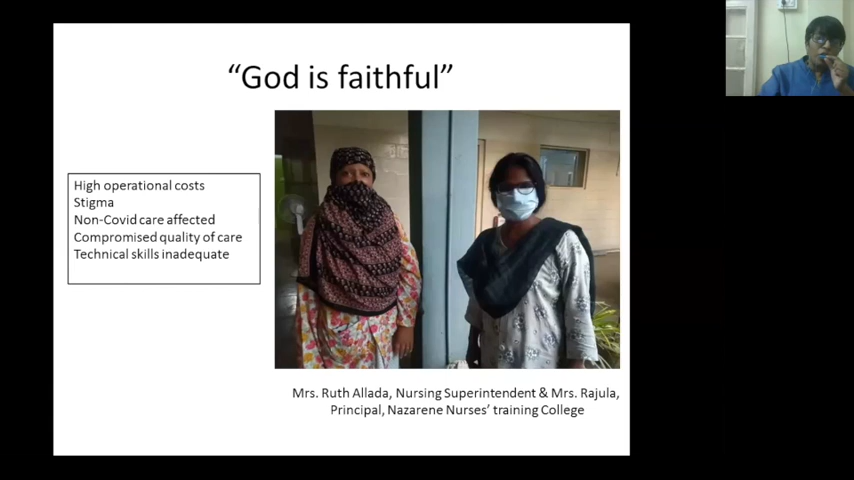 “God is faithful”
High operational costs
Stigma
Non-Covid care affected
Compromised quality of care
Technical skills inadequate
Mrs. Ruth Allada, Nursing Superintendent & Mrs. Rajula,
Principal, Nazarene Nurses’ training College